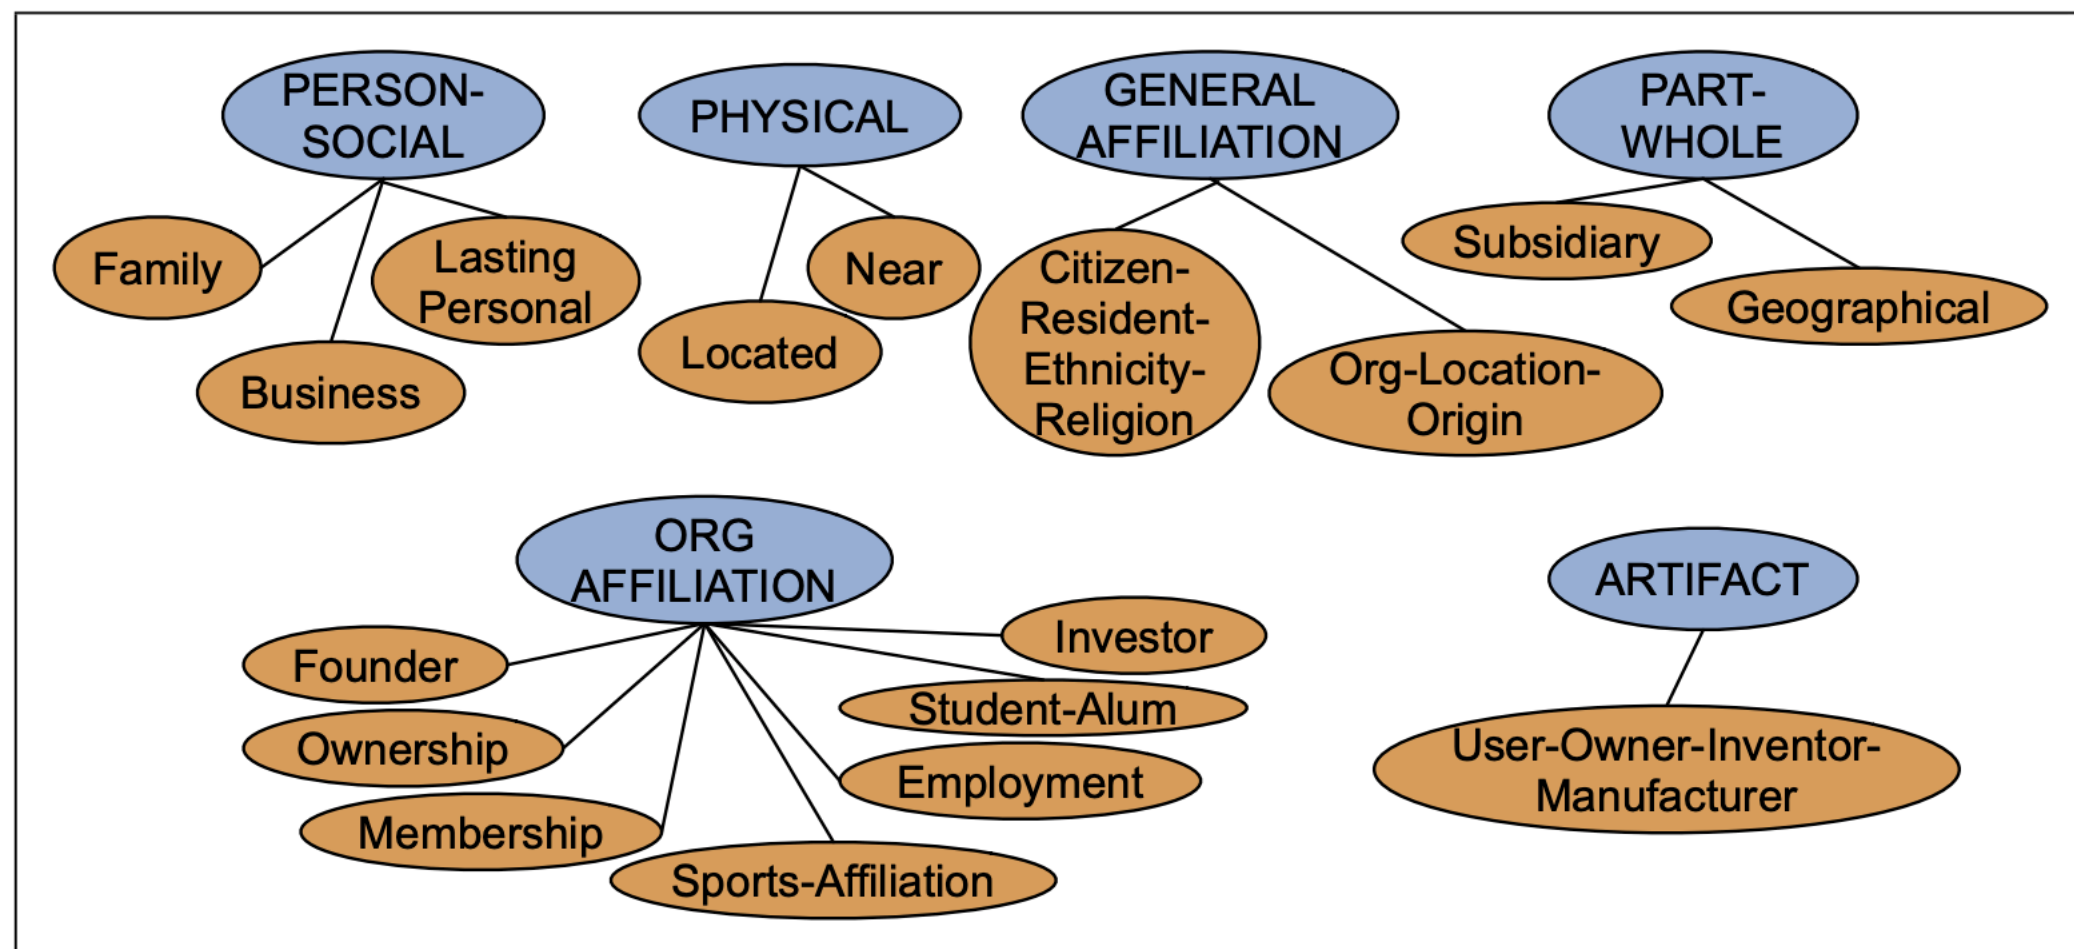 PERSON-
SOCIAL
PHYSICAL
GENERAL
AFFILIATION
PART-
WHOLE
Family
Business
Lasting
Personal
Located
Near
Citizen-
Resident-
Ethnicity-
Religion
Org-Location-
Origin
Subsidiary
Geographical
ORG
AFFILIATION
Founder
Ownership
Membership
Sports-Affiliation
Employment
Student-Alum
Investor
ARTIFACT
User-Owner-Inventor-
Manufacturer